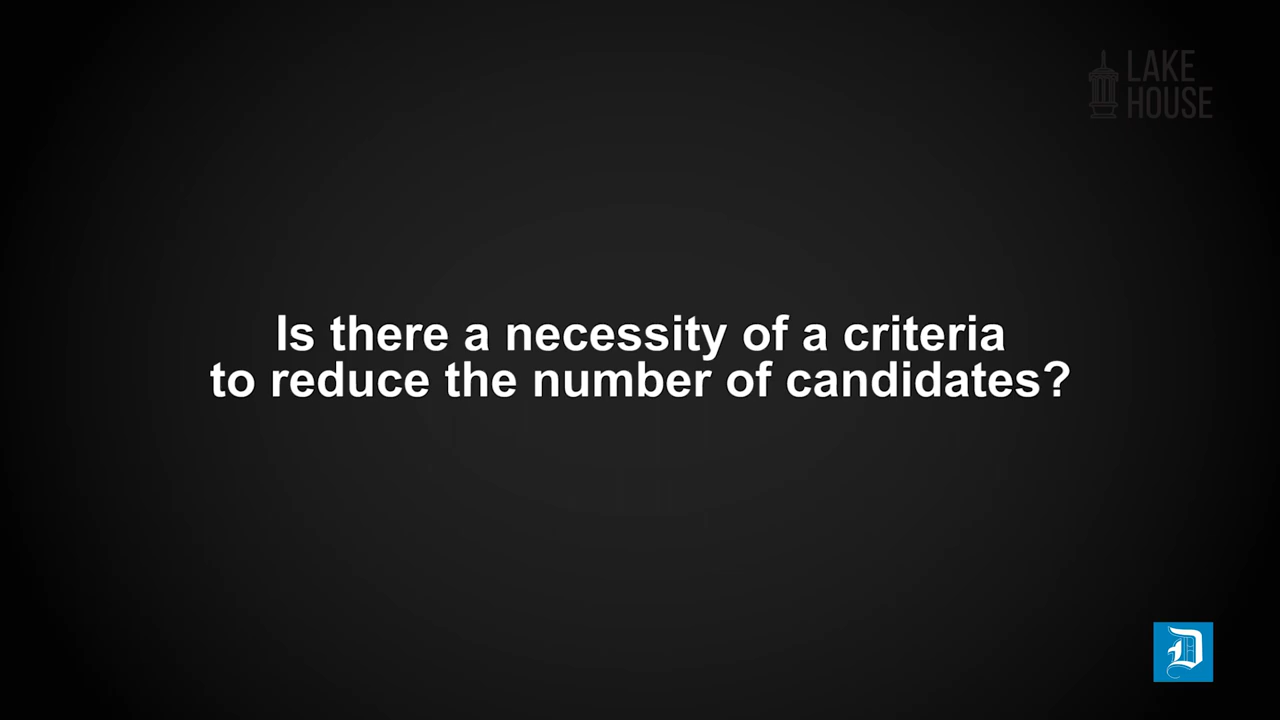 LAKE
HOUSE
Is there a necessity of a criteria
to reduce the number of candidates?
D